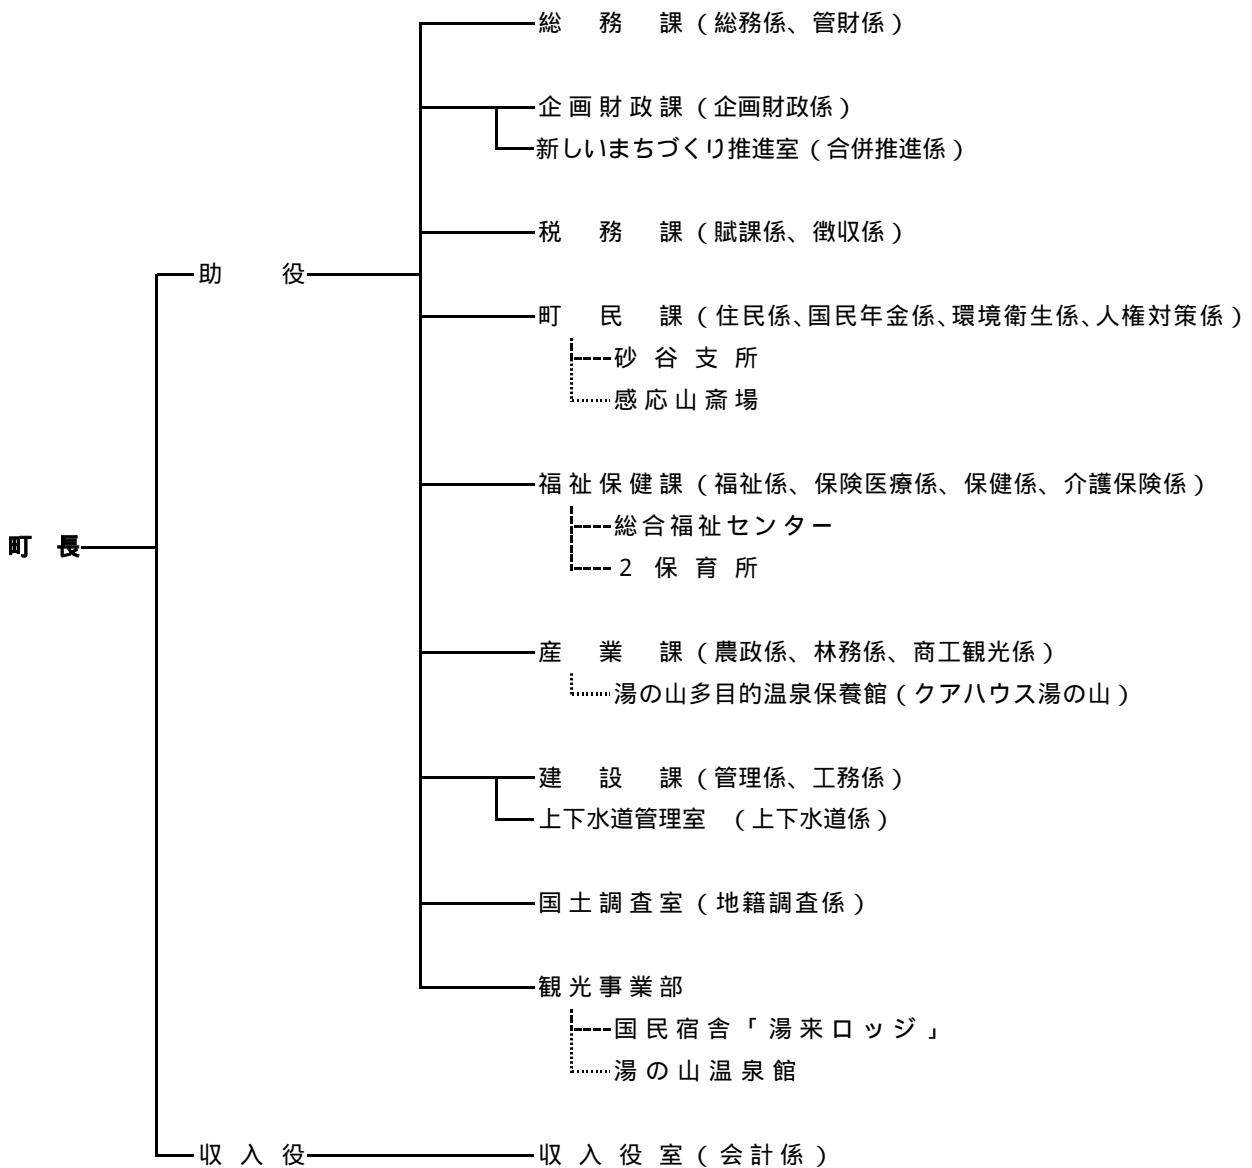 総務課（総務係、管財係）
企画財政課（企画財政係）
新しいまちづくり推進室（合併推進係）
税務課（賦課係、徴収係）
助役
町民課（住民係、国民年金係、環境衛生係、人権対策係）
砂谷支所
感応山斎場
福祉保健課（福祉係、保険医療係、保健係、介護保険係）
総合福祉センター
町長
2保育所
産業課（農政係、林務係、商工観光係）
湯の山多目的温泉保養館（クアハウス湯の山）
建設課（管理係、工務係）
上下水道管理室（上下水道係）
国土調査室（地籍調査係）
観光事業部
国民宿舎「湯来ロッジ」
湯の山温泉館
収入役 収入役室（会計係）